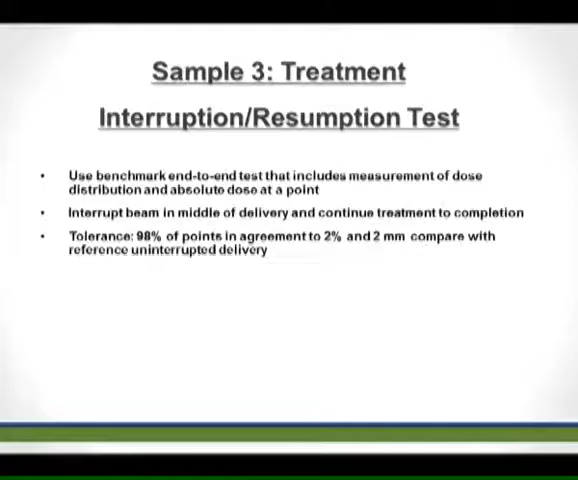 Sample 3: Treatment
Interruption/Resumption Test
• Use benchmark end-to-end test that includes measurement of dose
distribution and absolute dose at a point
• Interrupt beam in middle of delivery and continue treatment to completion
• Tolerance: 98% of points in agreement to 2% and 2 mm compare with
reference uninterrupted delivery